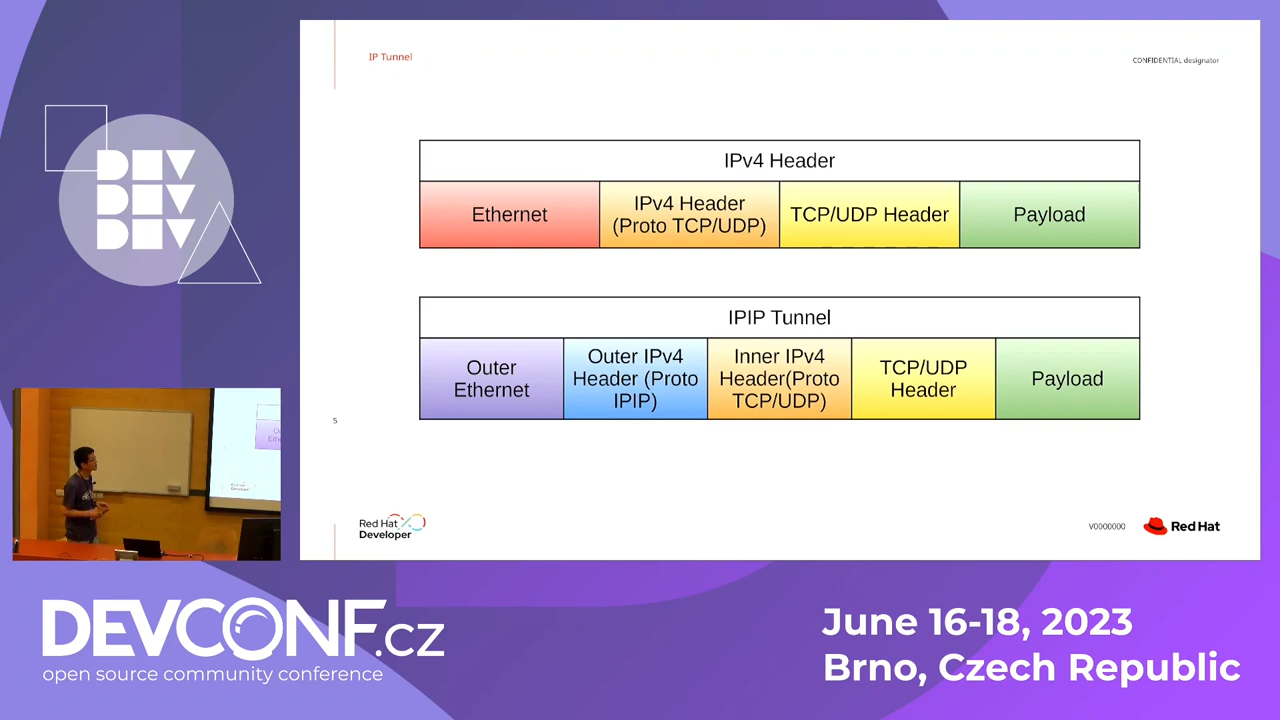 IP Tunnel
CONFIDENTIAL designator
IPv4 Header
Ethernet
IPv4 Header
(Proto TCP/UDP)
TCP/UDP Header
Payload
IPIP Tunnel
Outer
Ethernet
Outer IPv4
Header (Proto
IPIP)
Inner IPv4
Header(Proto
TCP/UDP)
TCP/UDP
Header
Payload
5
Red Hat
Developer
V0000000
Red Hat
DEV
DEV
DEV
DEVCONF.cz
open source community conference
June 16-18, 2023
Brno, Czech Republic